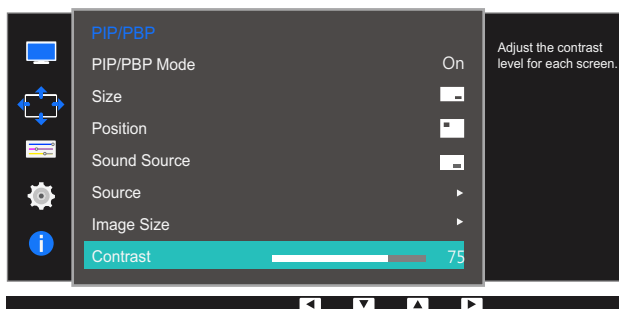 PIP/PBP
PIP/PBP Mode On
Size
Position
Sound Source
Source
Image Size
Contrast 75
Adjust the contrast
level for each screen.